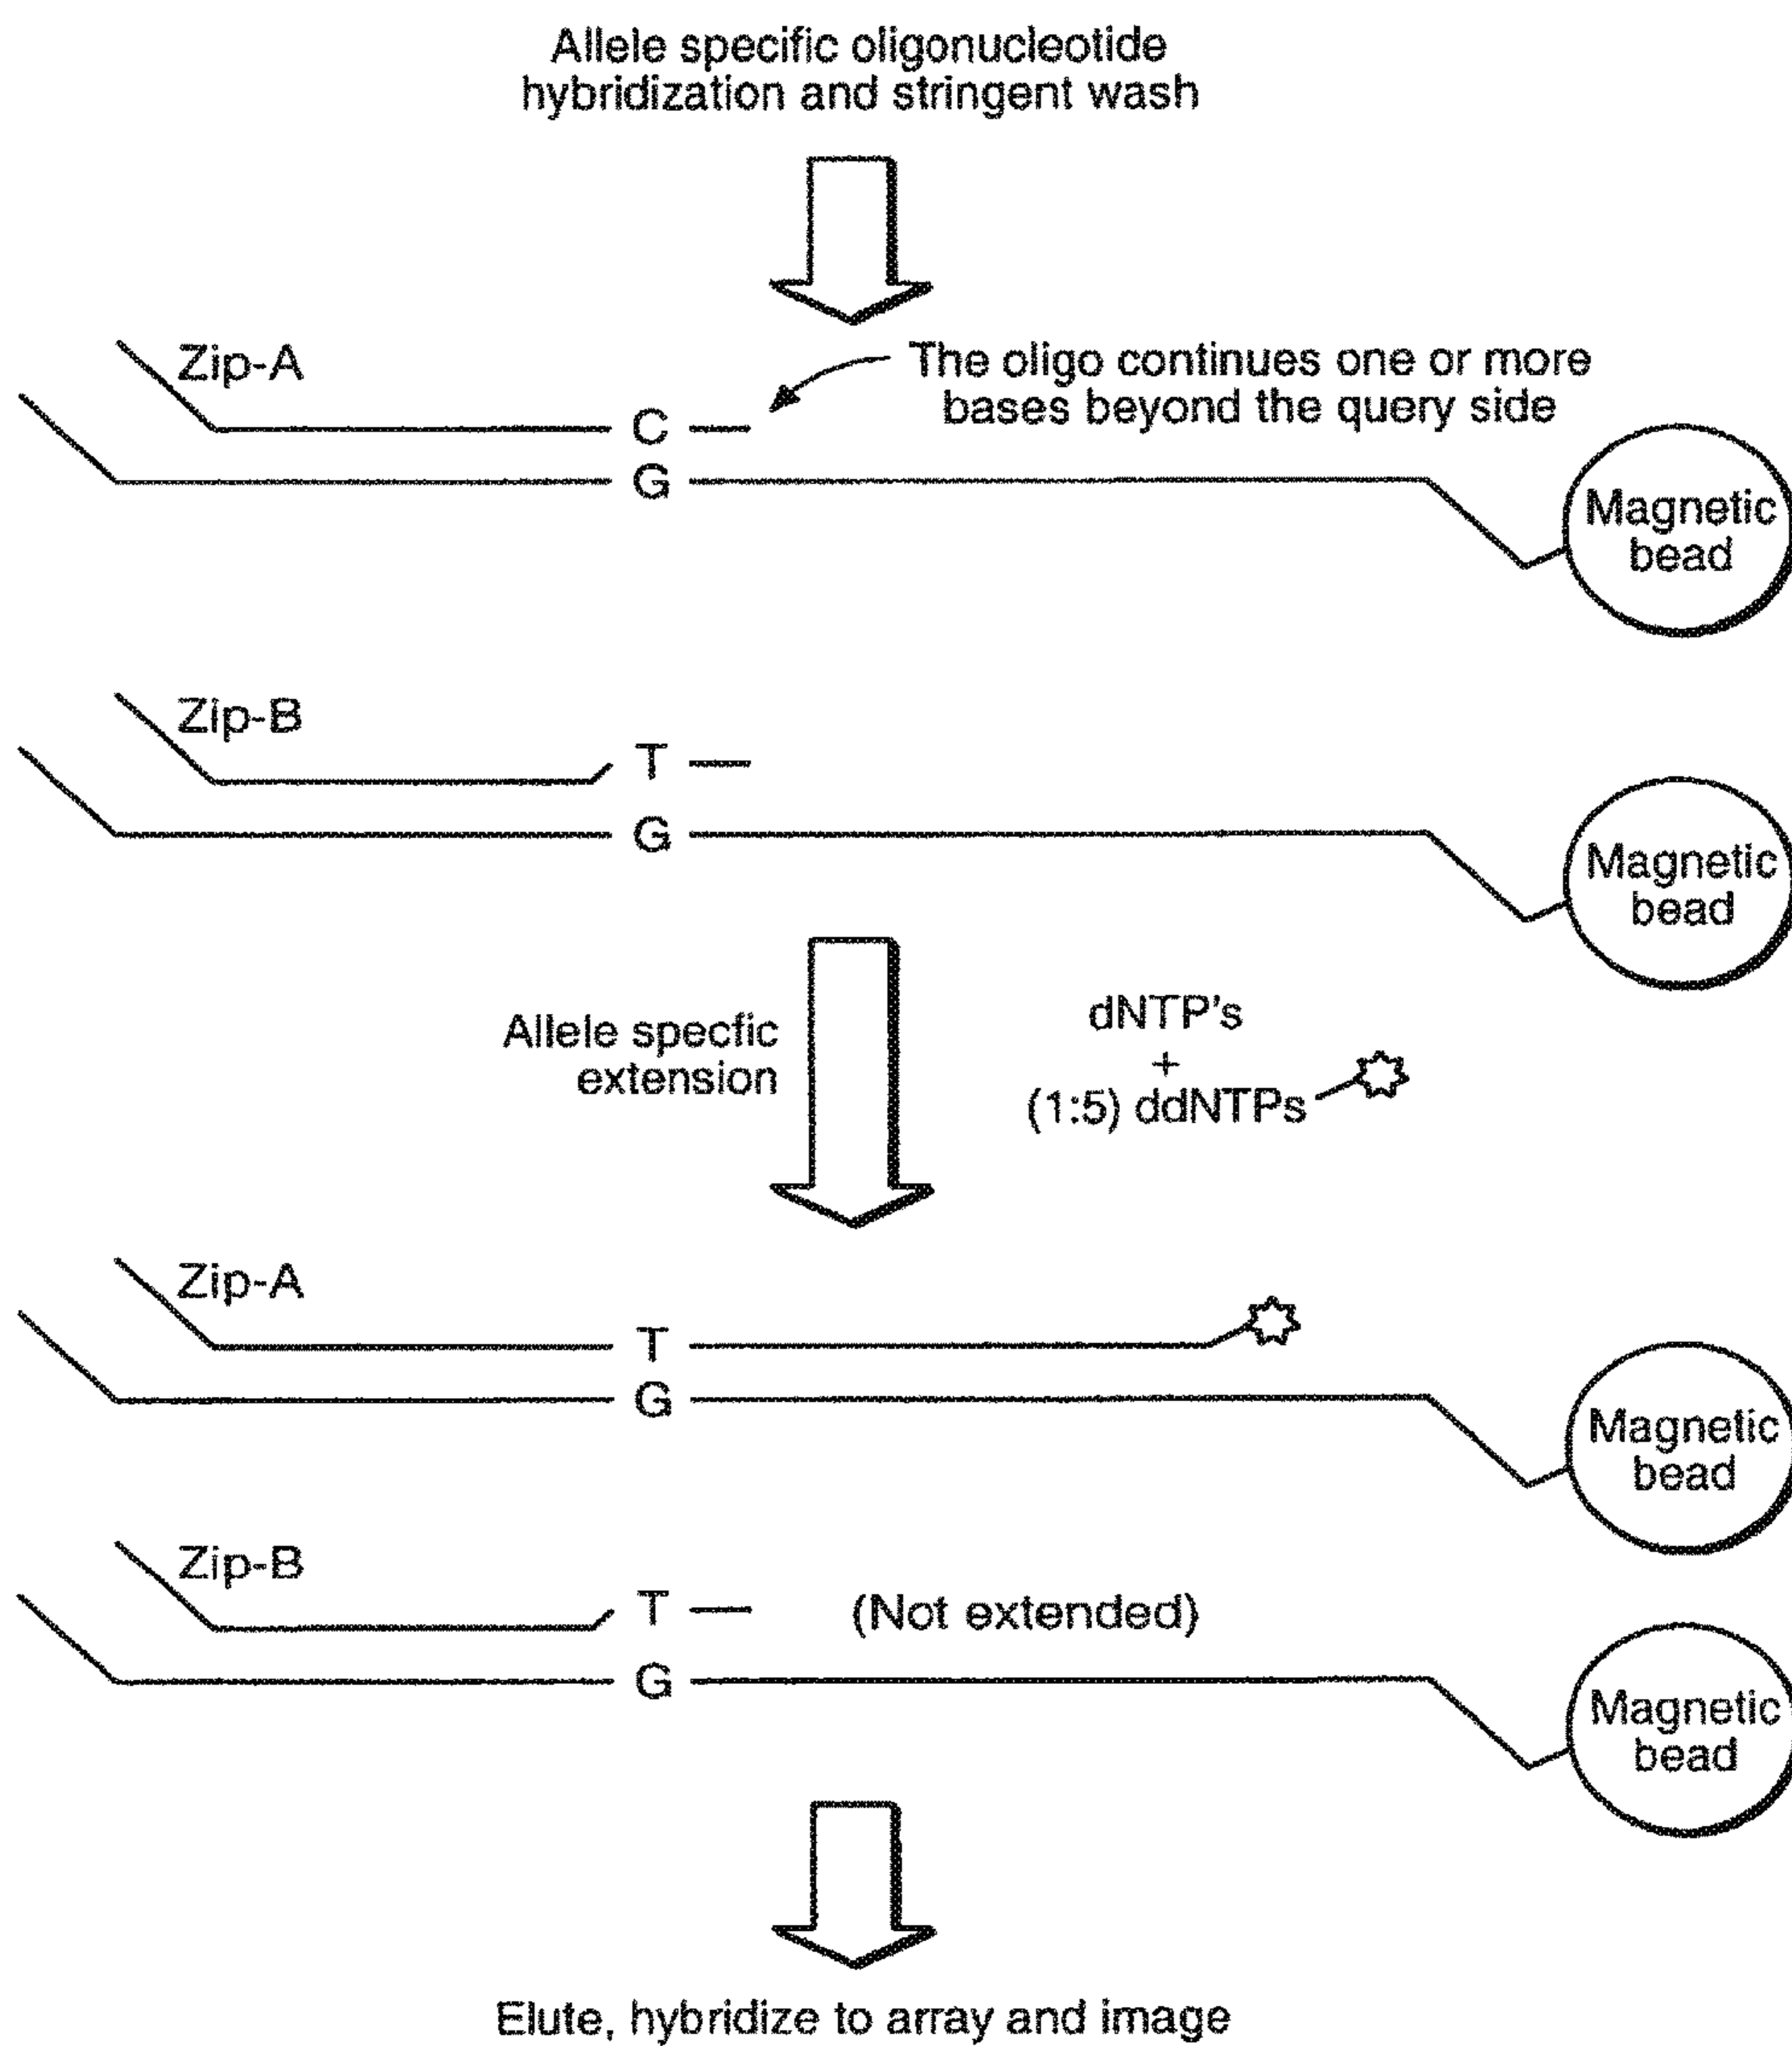 Allele specific oligonucleotide
hybridization and stringent wash
Zip-A
The oligo continues one or more
bases beyond the query side
C
G
Magnetic
bead
Zip-B
T
G
Magnetic
bead
Allele specfic
extension
dNTP's
+
(1:5) ddNTPs
Zip-A
T
G
Magnetic
bead
Zip-B
T
(Not extended)
G
Magnetic
bead
Elute, hybridize to array and image